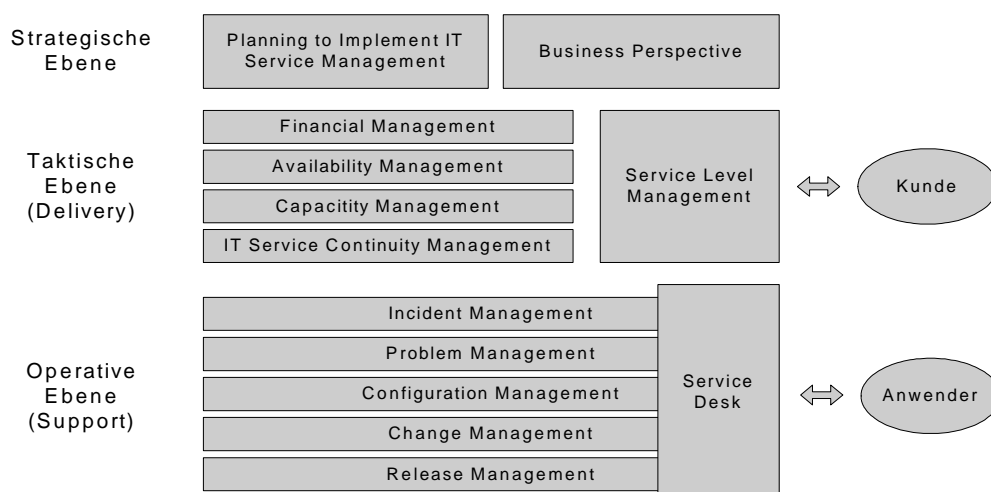 Strategische
Ebene
Planning to Implement IT
Service Management
Business Perspective
Taktische
Ebene
(Delivery)
Financial Management
Availability Management
Capacitity Management
IT Service Continuity Management
Service Level
Management
Kunde
Operative
Ebene
(Support)
Incident Management
Problem Management
Configuration Management
Change Management
Release Management
Service
Desk
Anwender